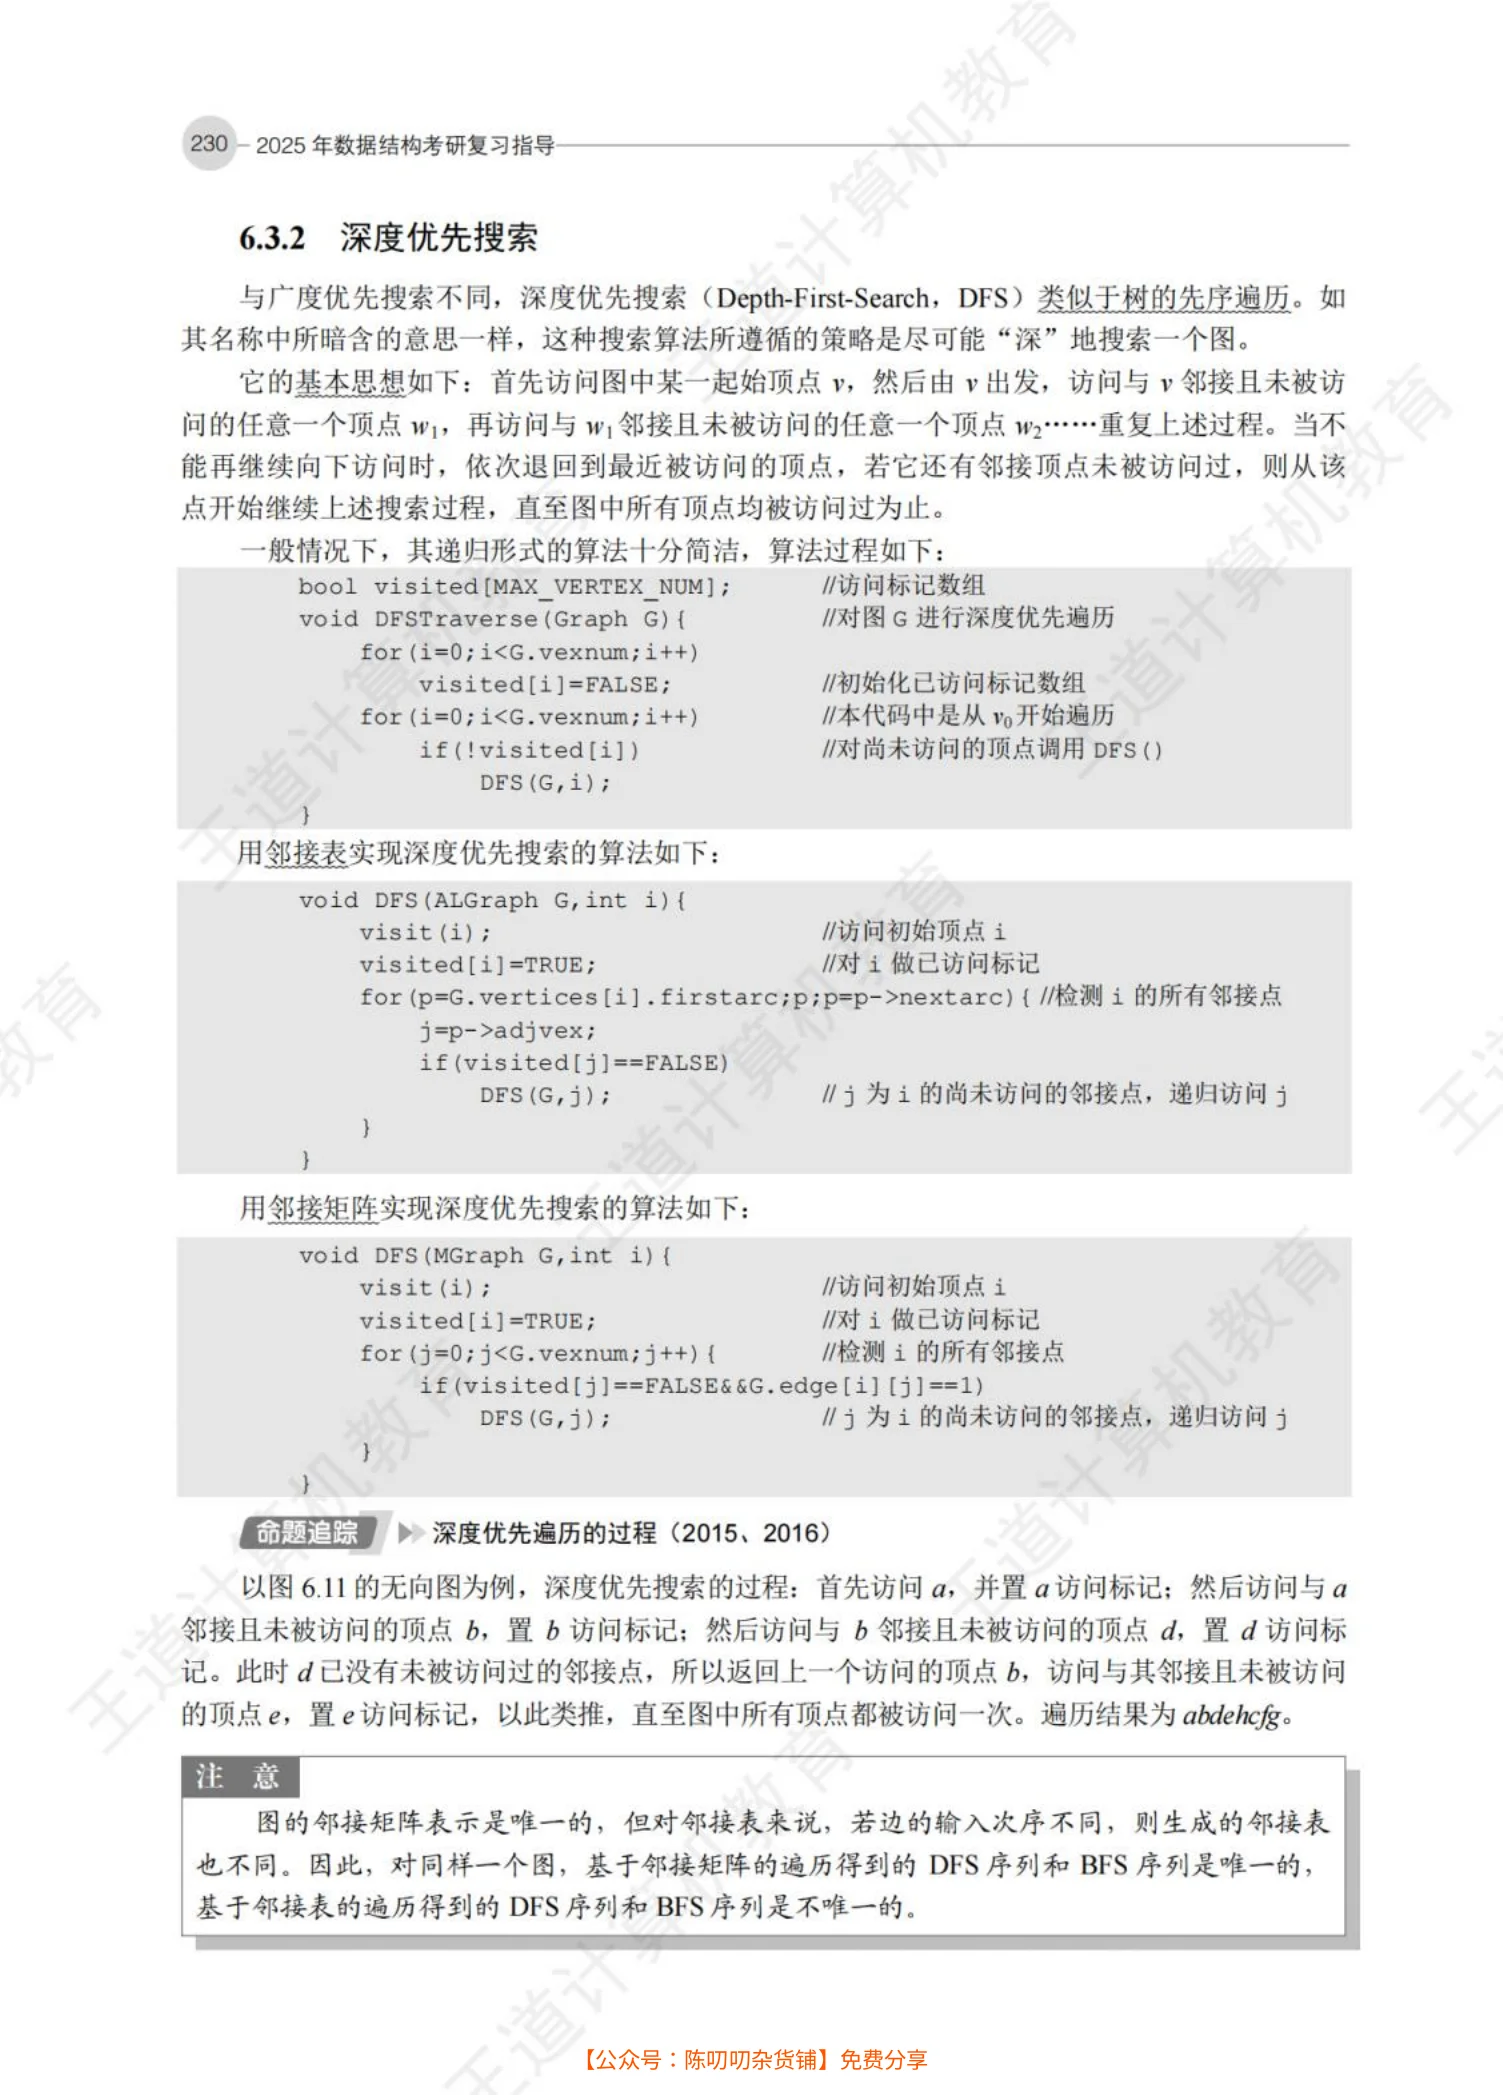 230 2025 年数据结构考研复习指导
6.3.2 深度优先搜索
与广度优先搜索不同，深度优先搜索（Depth-First-Search，DFS）类似于树的先序遍历。如
其名称中所暗含的意思一样，这种搜索算法所遵循的策略是尽可能“深”地搜索一个图。
它的基本思想如下：首先访问图中某一起始顶点 v，然后由 v 出发，访问与 v 邻接且未被访
问的任意一个顶点 w₁，再访问与 w₁ 邻接且未被访问的任意一个顶点 w₂……重复上述过程。当不
能再继续向下访问时，依次退回到最近被访问的顶点，若它还有邻接顶点未被访问过，则从该
点开始继续上述搜索过程，直至图中所有顶点均被访问过为止。
一般情况下，其递归形式的算法十分简洁，算法过程如下：
bool visited[MAX_VERTEX_NUM]; //访问标记数组
void DFSTraverse(Graph G){ //对图 G 进行深度优先遍历
for(i=0;i<G.vexnum;i++)
visited[i]=FALSE; //初始化已访问标记数组
for(i=0;i<G.vexnum;i++) //本代码中是从 v₀ 开始遍历
if(!visited[i]) //对尚未访问的顶点调用 DFS()
DFS(G,i);
}
用邻接表实现深度优先搜索的算法如下：
void DFS(ALGraph G,int i){
visit(i); //访问初始顶点 i
visited[i]=TRUE; //对 i 做已访问标记
for(p=G.vertices[i].firstarc;p;p=p->nextarc){ //检测 i 的所有邻接点
j=p->adjvex;
if(visited[j]==FALSE)
DFS(G,j); // j 为 i 的尚未访问的邻接点，递归访问 j
}
}
用邻接矩阵实现深度优先搜索的算法如下：
void DFS(MGraph G,int i){
visit(i); //访问初始顶点 i
visited[i]=TRUE; //对 i 做已访问标记
for(j=0;j<G.vexnum;j++){ //检测 i 的所有邻接点
if(visited[j]==FALSE&&G.edge[i][j]==1)
DFS(G,j); // j 为 i 的尚未访问的邻接点，递归访问 j
}
}
命题追踪 深度优先遍历的过程（2015、2016）
以图 6.11 的无向图为例，深度优先搜索的过程：首先访问 a，并置 a 访问标记；然后访问与 a
邻接且未被访问的顶点 b，置 b 访问标记；然后访问与 b 邻接且未被访问的顶点 d，置 d 访问标
记。此时 d 已没有未被访问过的邻接点，所以返回上一个访问的顶点 b，访问与其邻接且未被访问
的顶点 e，置 e 访问标记，以此类推，直至图中所有顶点都被访问一次。遍历结果为 abdehcfg。
注 意
图的邻接矩阵表示是唯一的，但对邻接表来说，若边的输入次序不同，则生成的邻接表
也不同。因此，对同样一个图，基于邻接矩阵的遍历得到的 DFS 序列和 BFS 序列是唯一的，
基于邻接表的遍历得到的 DFS 序列和 BFS 序列是不唯一的。
王道计算机教育
【公众号：陈叨叨杂货铺】免费分享